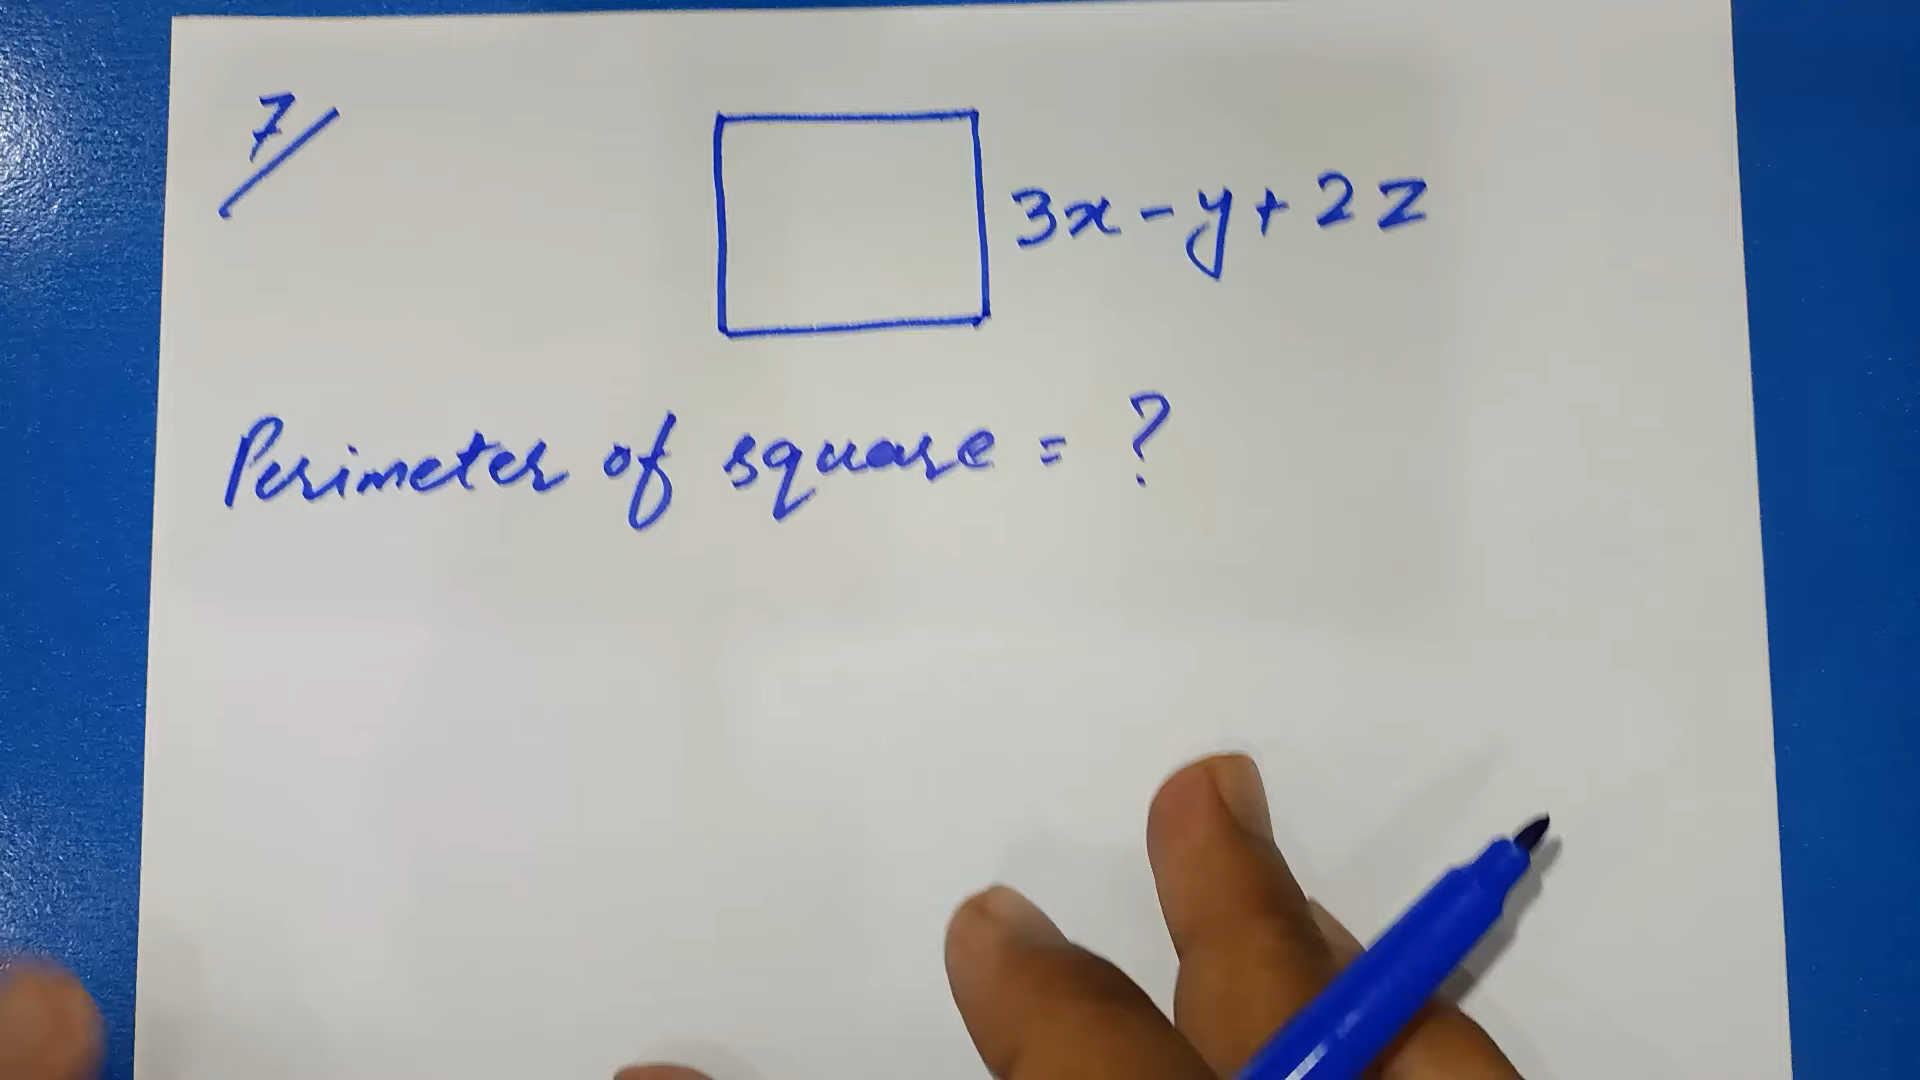 7/
3x - y + 2z
Perimeter of square = ?